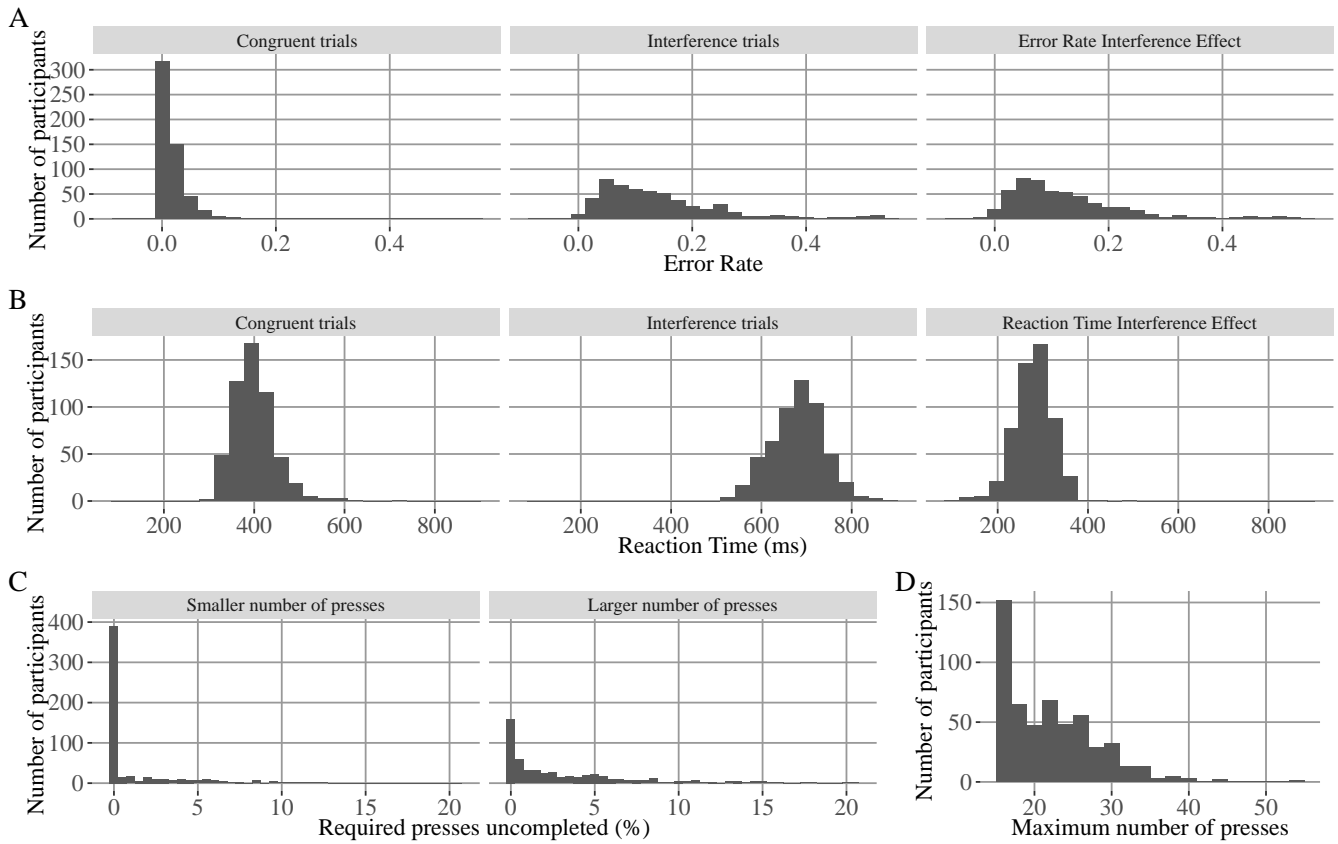 A
Number of participants
Congruent trials
Interference trials
Error Rate Interference Effect
300
250
200
150
100
50
0
0.0 0.2 0.4
0.0 0.2 0.4
0.0 0.2 0.4
Error Rate
B
Number of participants
Congruent trials
Interference trials
Reaction Time Interference Effect
150
100
50
0
200 400 600 800
200 400 600 800
200 400 600 800
Reaction Time (ms)
C
Number of participants
Smaller number of presses
Larger number of presses
400
300
200
100
0
0 5 10 15 20
0 5 10 15 20
Required presses uncompleted (%)
D
Number of participants
150
100
50
0
20 30 40 50
Maximum number of presses